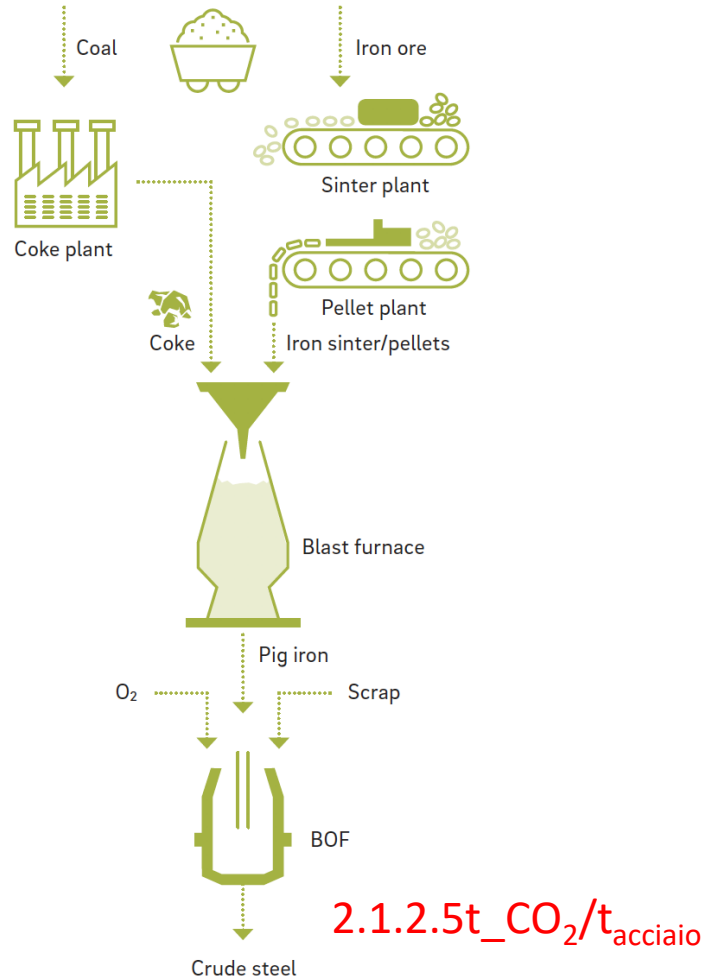 Coal
Iron ore
Sinter plant
Coke plant
Pellet plant
Coke
Iron sinter/pellets
Blast furnace
Pig iron
O₂
Scrap
BOF
2.1.2.5t_CO₂/t_acciaio
Crude steel